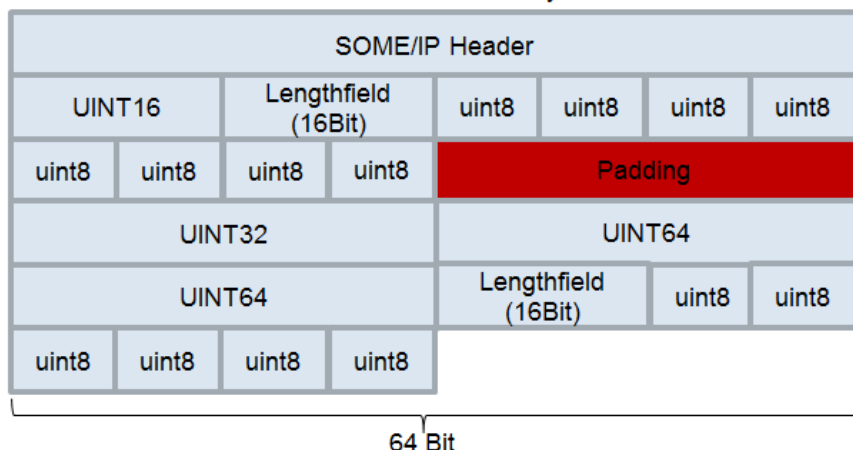 SOME/IP Header
UINT16 Lengthfield (16Bit) uint8 uint8 uint8 uint8
uint8 uint8 uint8 uint8 Padding
UINT32 UINT64
UINT64 Lengthfield (16Bit) uint8 uint8
uint8 uint8 uint8 uint8
64 Bit